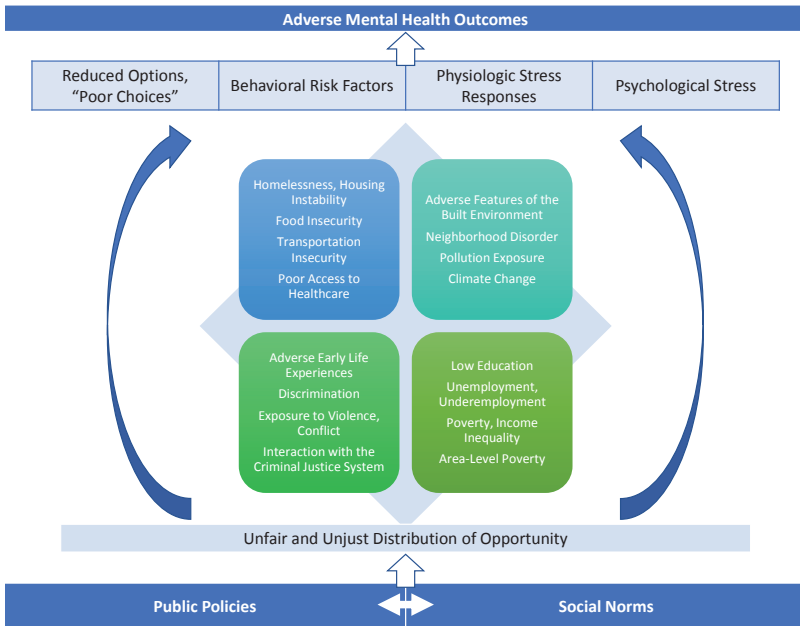 Adverse Mental Health Outcomes
Reduced Options,
"Poor Choices"
Behavioral Risk Factors
Physiologic Stress
Responses
Psychological Stress
Homelessness, Housing
Instability
Food Insecurity
Transportation
Insecurity
Poor Access to
Healthcare
Adverse Features of the
Built Environment
Neighborhood Disorder
Pollution Exposure
Climate Change
Adverse Early Life
Experiences
Discrimination
Exposure to Violence,
Conflict
Interaction with the
Criminal Justice System
Low Education
Unemployment,
Underemployment
Poverty, Income
Inequality
Area-Level Poverty
Unfair and Unjust Distribution of Opportunity
Public Policies
Social Norms